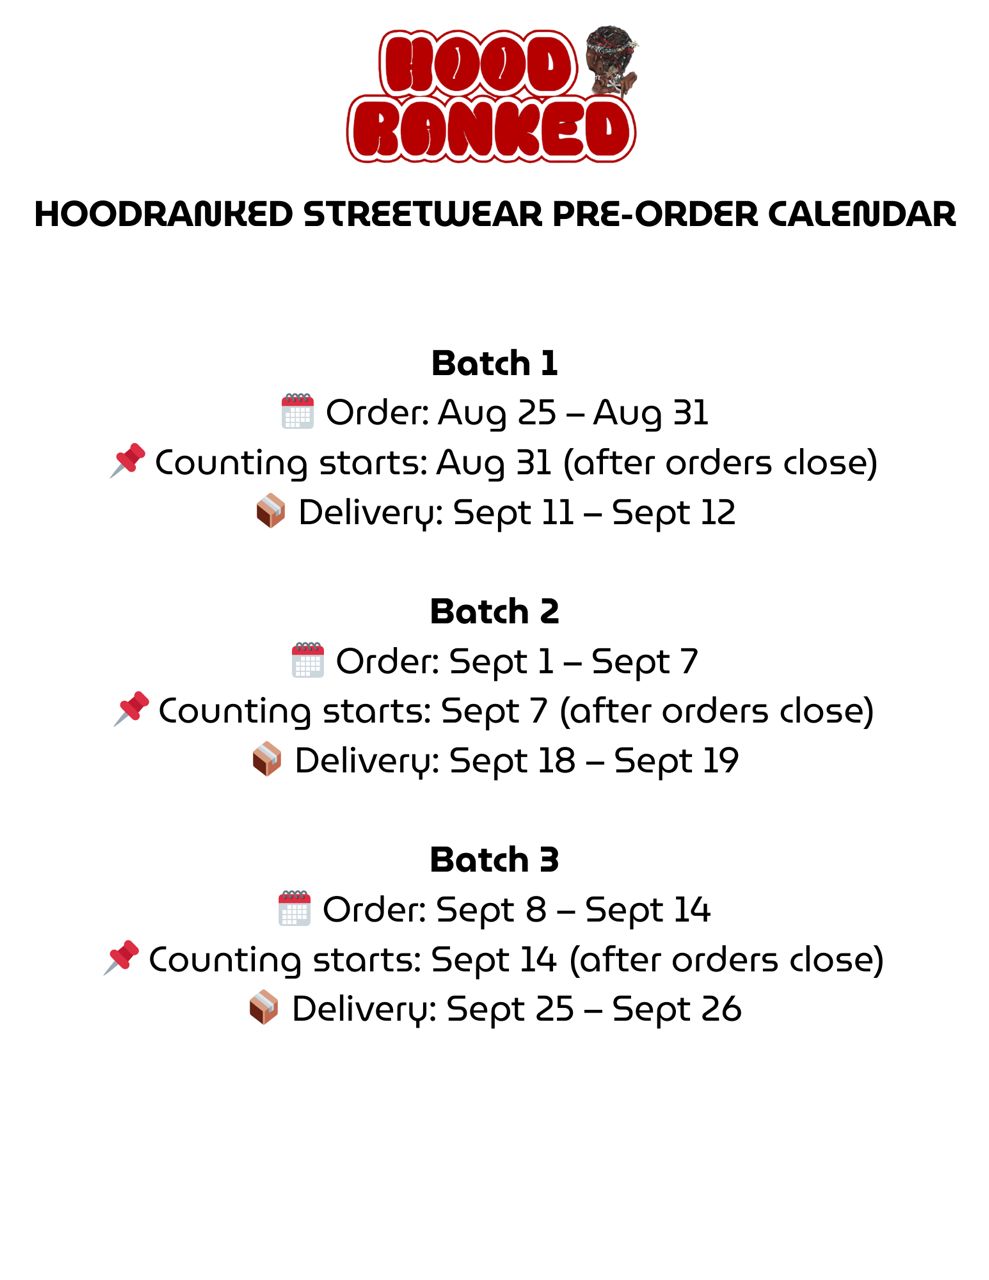 HOOD
RANKED
HOODRANKED STREETWEAR PRE-ORDER CALENDAR
Batch 1
🗓️ Order: Aug 25 – Aug 31
📌 Counting starts: Aug 31 (after orders close)
📦 Delivery: Sept 11 – Sept 12
Batch 2
🗓️ Order: Sept 1 – Sept 7
📌 Counting starts: Sept 7 (after orders close)
📦 Delivery: Sept 18 – Sept 19
Batch 3
🗓️ Order: Sept 8 – Sept 14
📌 Counting starts: Sept 14 (after orders close)
📦 Delivery: Sept 25 – Sept 26